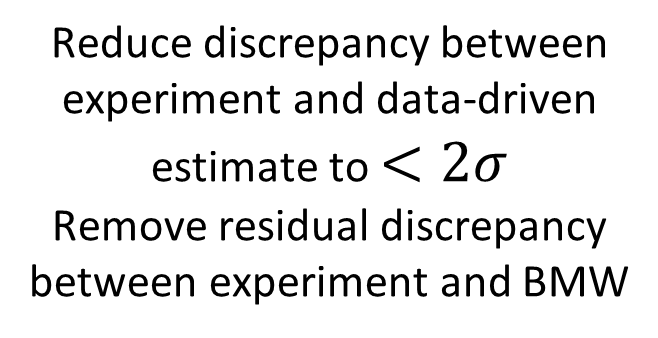 Reduce discrepancy between
experiment and data-driven
estimate to < 2σ
Remove residual discrepancy
between experiment and BMW